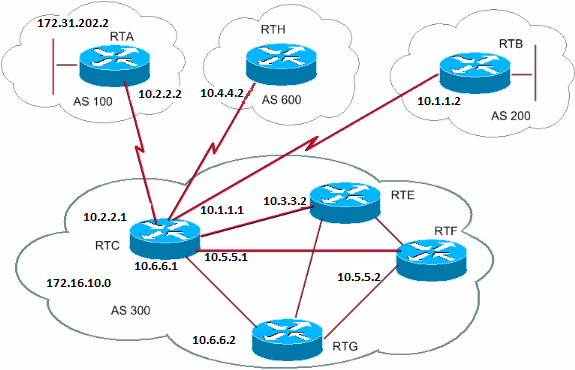 172.31.202.2
RTA
RTH
RTB
10.2.2.2
10.4.4.2
10.1.1.2
AS 100
AS 600
AS 200
10.2.2.1
10.1.1.1
10.3.3.2
RTE
RTC
RTF
10.6.6.1
10.5.5.1
10.5.5.2
172.16.10.0
AS 300
10.6.6.2
RTG